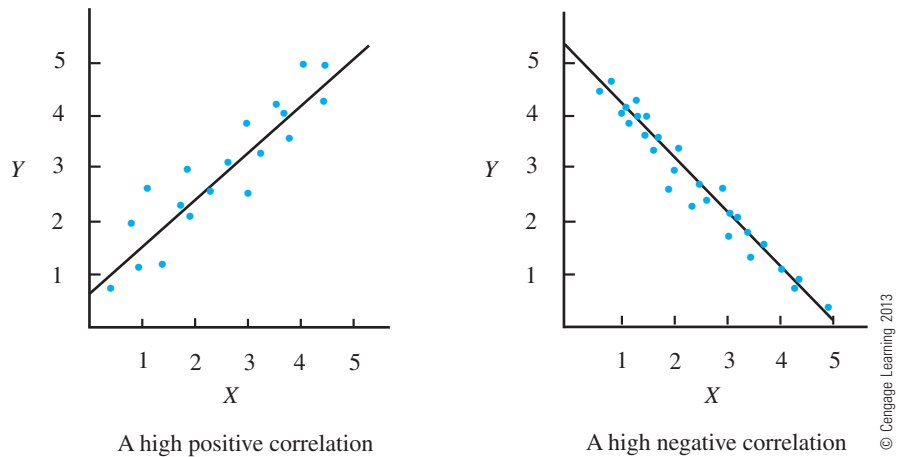 5
4
3
2
1
Y
1 2 3 4 5
X
A high positive correlation
5
4
3
2
1
Y
1 2 3 4 5
X
A high negative correlation
© Cengage Learning 2013